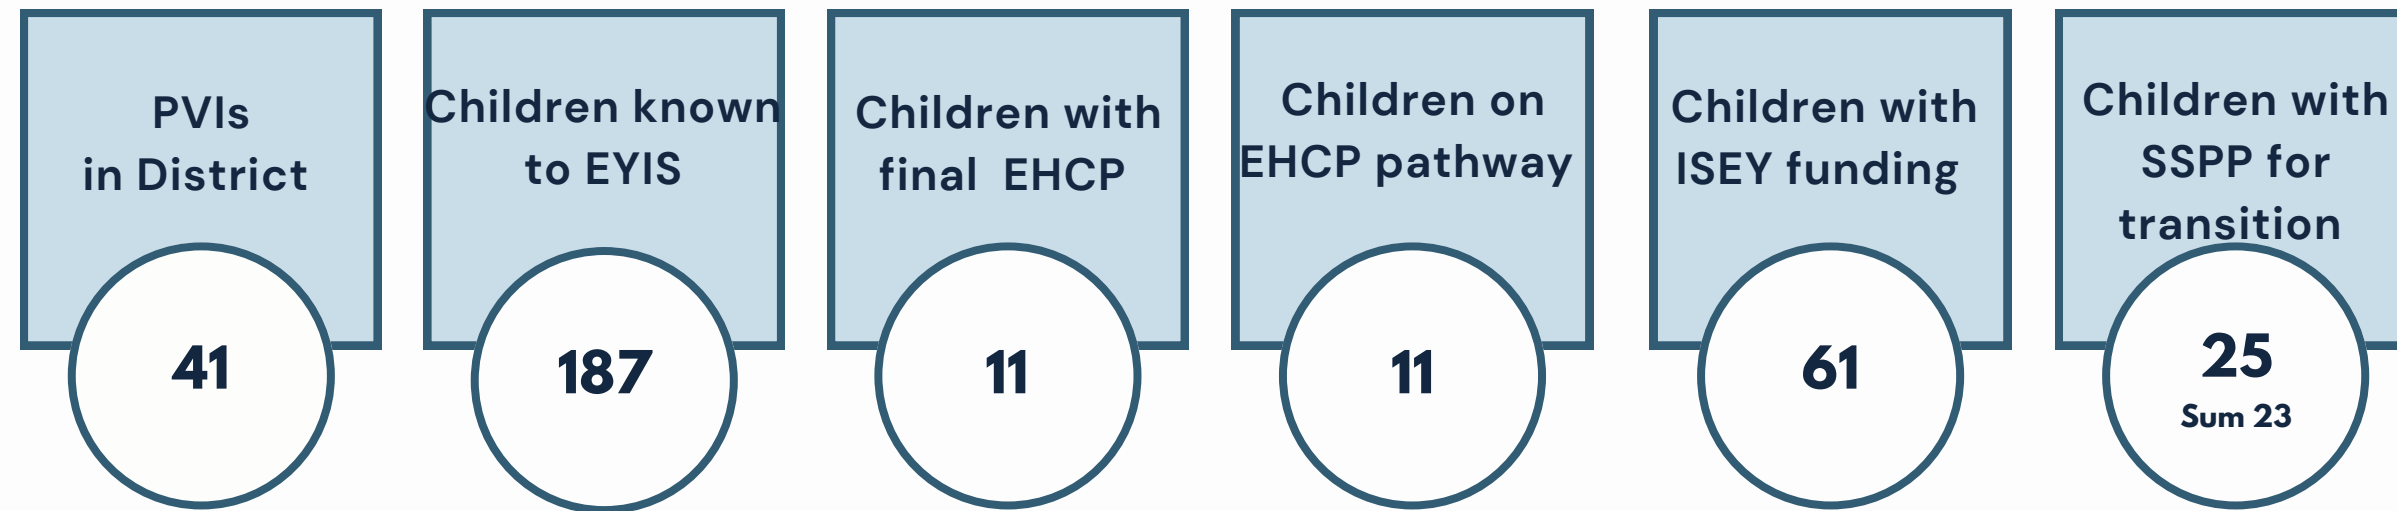 PVIs
in District
41
Children known
to EYIS
187
Children with
final  EHCP
11
Children on
EHCP pathway
11
Children with
ISEY funding
61
Children with
SSPP for
transition
25
Sum 23